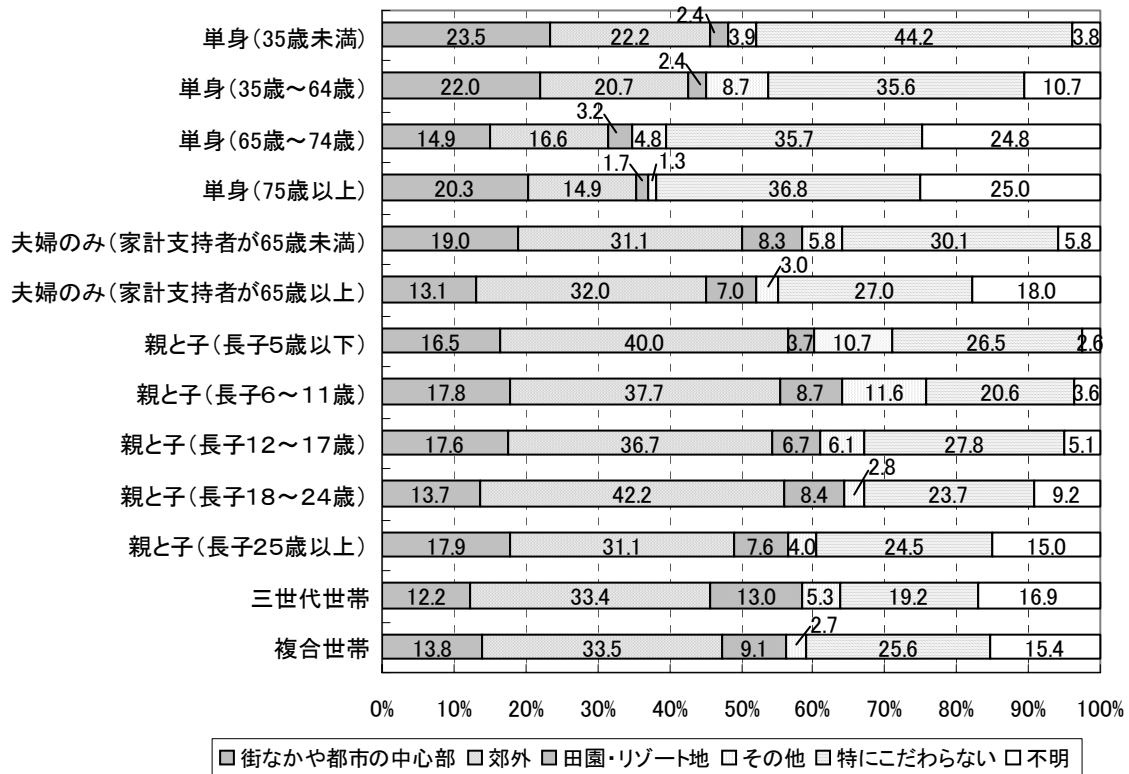 単身（35歳未満） 23.5 22.2 2.4 3.9 44.2 3.8
単身（35歳～64歳） 22.0 20.7 2.4 8.7 35.6 10.7
単身（65歳～74歳） 14.9 16.6 3.2 4.8 35.7 24.8
単身（75歳以上） 20.3 14.9 1.7 1.3 36.8 25.0
夫婦のみ（家計支持者が65歳未満） 19.0 31.1 8.3 5.8 30.1 5.8
夫婦のみ（家計支持者が65歳以上） 13.1 32.0 7.0 3.0 27.0 18.0
親と子（長子５歳以下） 16.5 40.0 3.7 10.7 26.5 2.6
親と子（長子６～11歳） 17.8 37.7 8.7 11.6 20.6 3.6
親と子（長子１２～１７歳） 17.6 36.7 6.7 6.1 27.8 5.1
親と子（長子１８～２４歳） 13.7 42.2 8.4 2.8 23.7 9.2
親と子（長子２５歳以上） 17.9 31.1 7.6 4.0 24.5 15.0
三世代世帯 12.2 33.4 13.0 5.3 19.2 16.9
複合世帯 13.8 33.5 9.1 2.7 25.6 15.4
0% 10% 20% 30% 40% 50% 60% 70% 80% 90% 100%
街なかや都市の中心部 郊外 田園・リゾート地 その他 特にこだわらない 不明